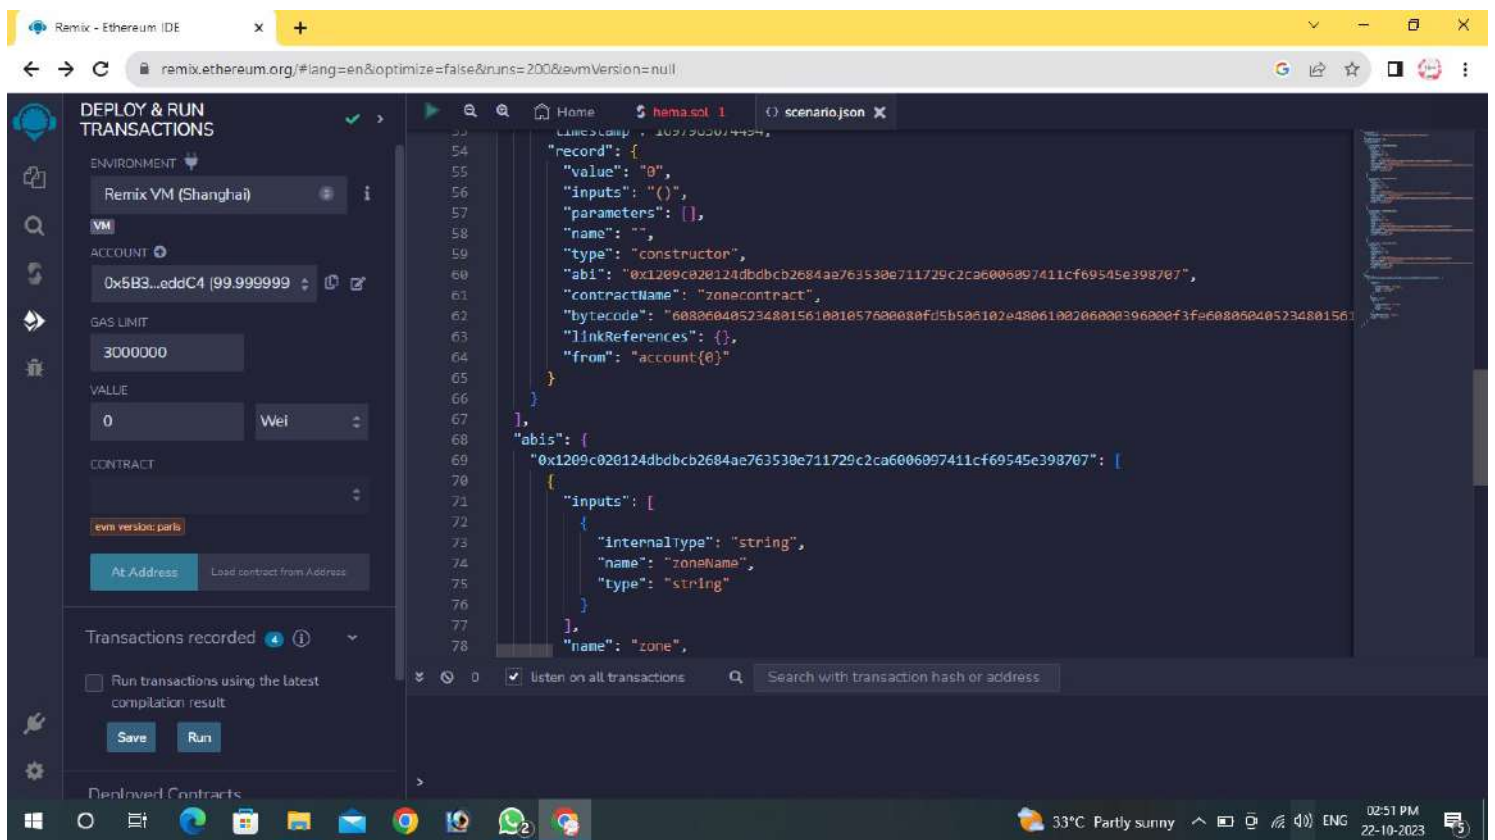 Remix - Ethereum IDE
remix.ethereum.org/#lang=en&optimize=false&runs=200&evmVersion=null
DEPLOY & RUN
TRANSACTIONS
ENVIRONMENT
Remix VM (Shanghai)
VM
ACCOUNT
0x5B3...eddC4 (99.999999
GAS LIMIT
3000000
VALUE
0
Wei
CONTRACT
evm version: paris
At Address
Load contract from Address
Transactions recorded 4
Run transactions using the latest
compilation result
Save
Run
Deployed Contracts
Home
hema.sol 1
scenario.json
53 "timestamp": 1697965674494,
54 "record": {
55 "value": "0",
56 "inputs": "()",
57 "parameters": [],
58 "name": "",
59 "type": "constructor",
60 "abi": "0x1209c020124dbdbcb2684ae763530e711729c2ca6006097411cf69545e398707",
61 "contractName": "zonecontract",
62 "bytecode": "608060405234801561001057600080fd5b506102e4806100206000396000f3fe60806040523480156​1
63 "linkReferences": {},
64 "from": "account{0}"
65 }
66 }
67 ],
68 "abis": {
69 "0x1209c020124dbdbcb2684ae763530e711729c2ca6006097411cf69545e398707": [
70 {
71 "inputs": [
72 {
73 "internalType": "string",
74 "name": "zoneName",
75 "type": "string"
76 }
77 ],
78 "name": "zone",
0
listen on all transactions
Search with transaction hash or address
>
33°C Partly sunny
ENG
02:51 PM
22-10-2023